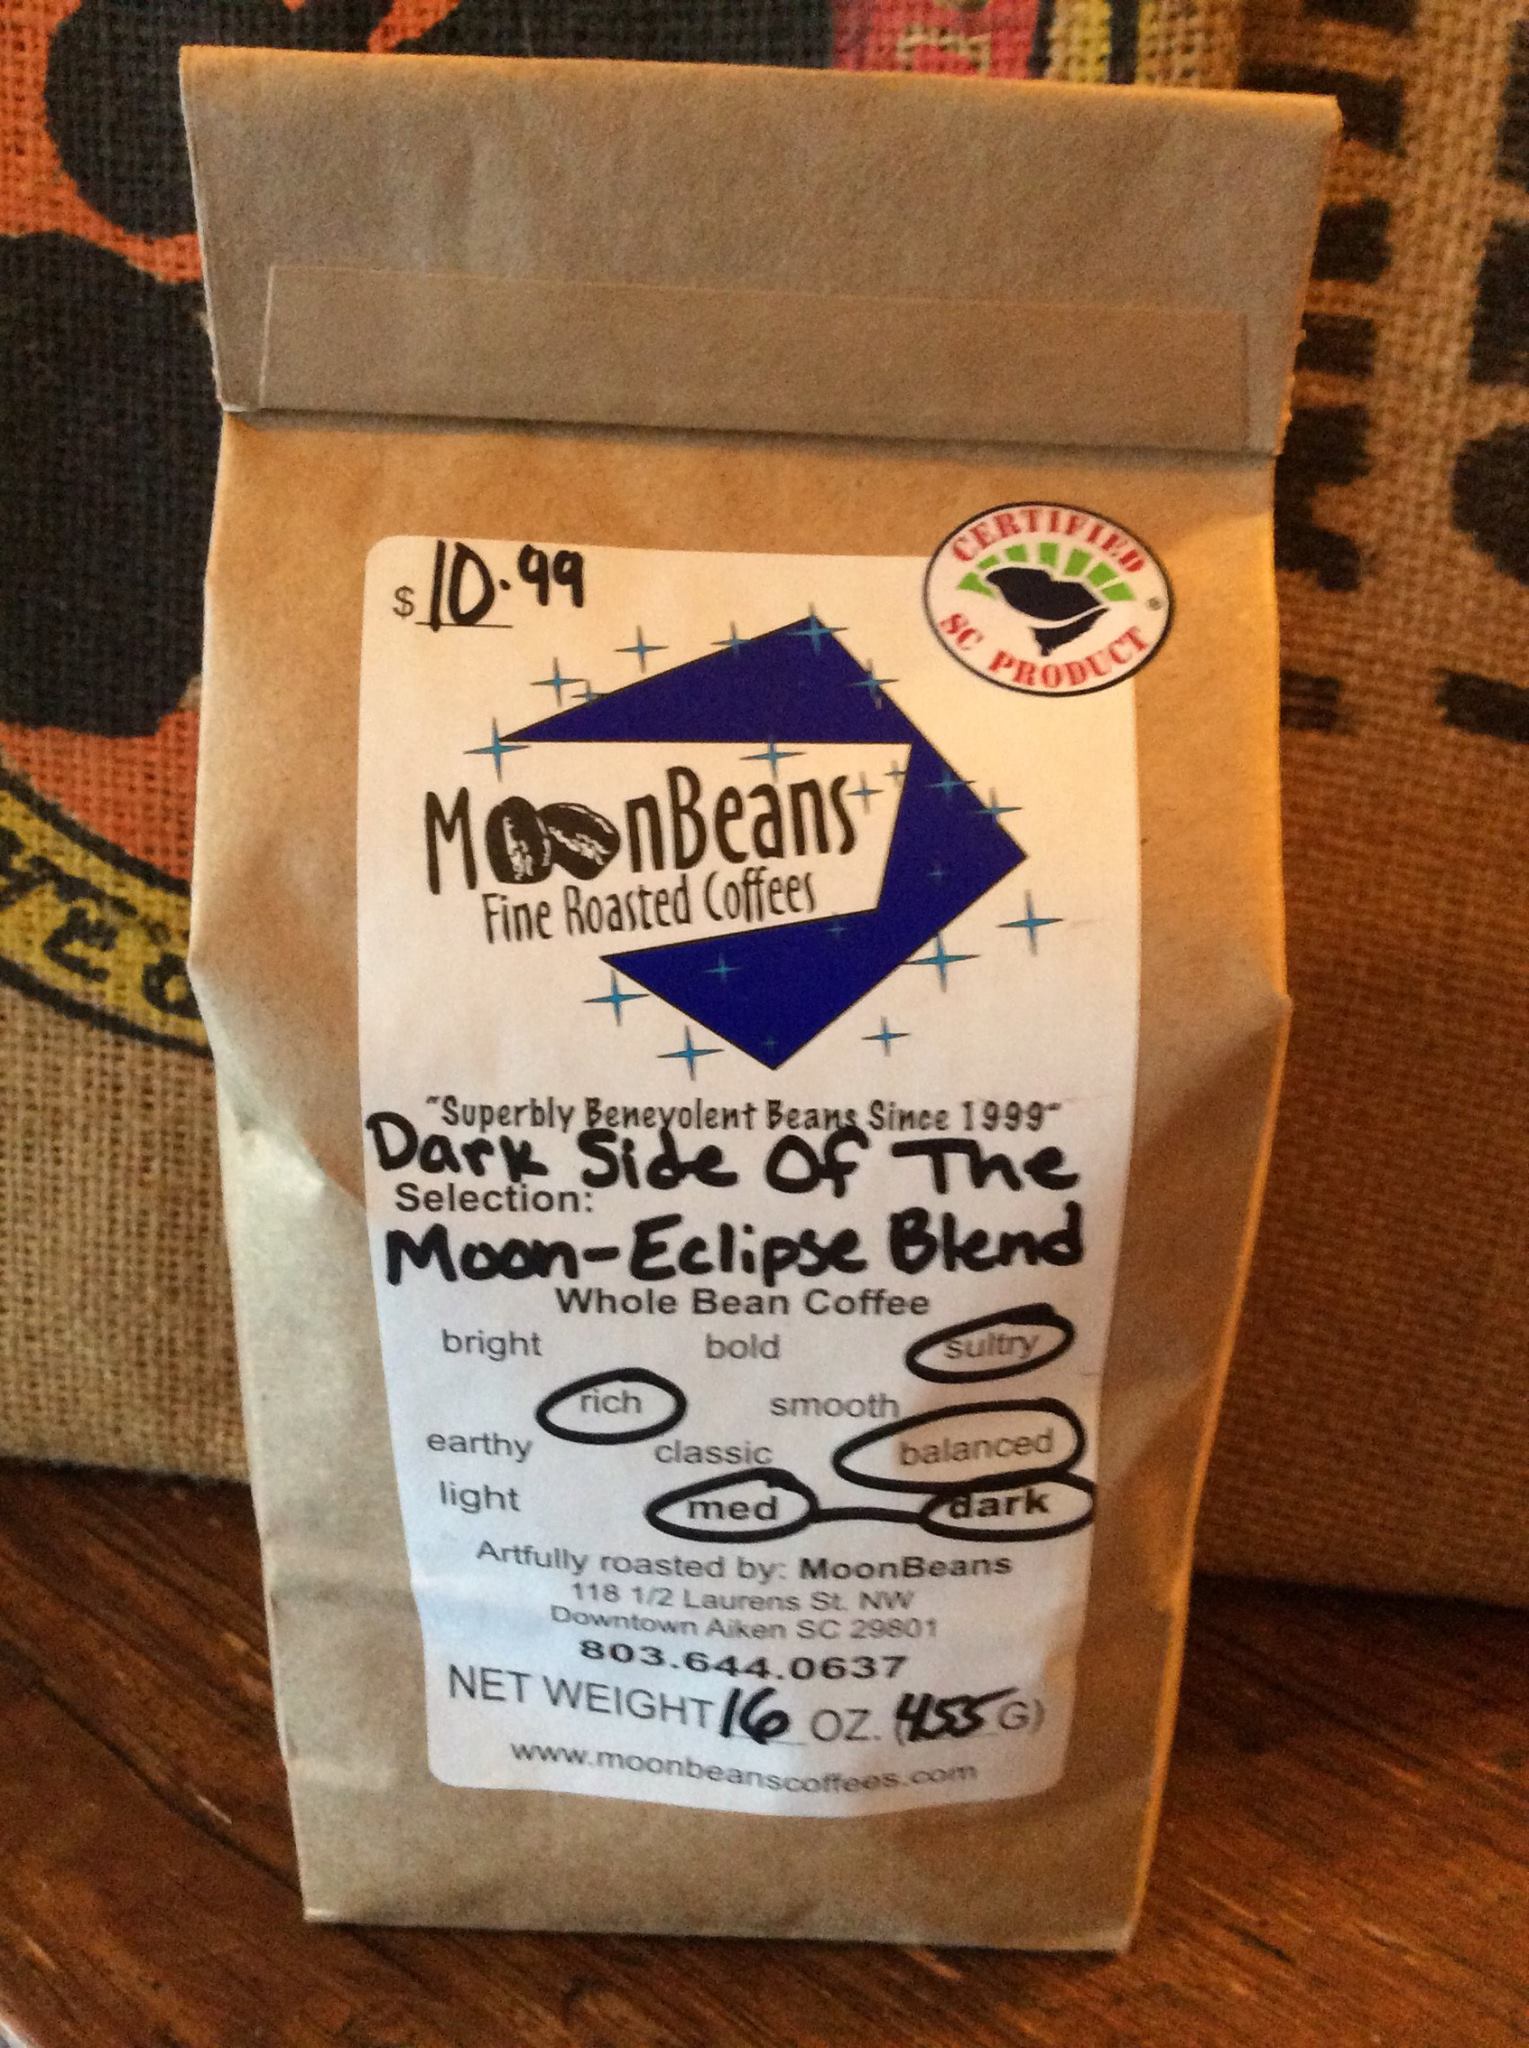 $10.99
CERTIFIED
SC PRODUCT
®
MoonBeans
Fine Roasted Coffees
"Superbly Benevolent Beans Since 1999"
Dark Side Of The
Selection:
Moon-Eclipse Blend
Whole Bean Coffee
bright bold sultry
rich smooth
earthy classic balanced
light med dark
Artfully roasted by: MoonBeans
118 1/2 Laurens St. NW
Downtown Aiken SC 29801
803.644.0637
NET WEIGHT 16 OZ. (455 G)
www.moonbeanscoffees.com